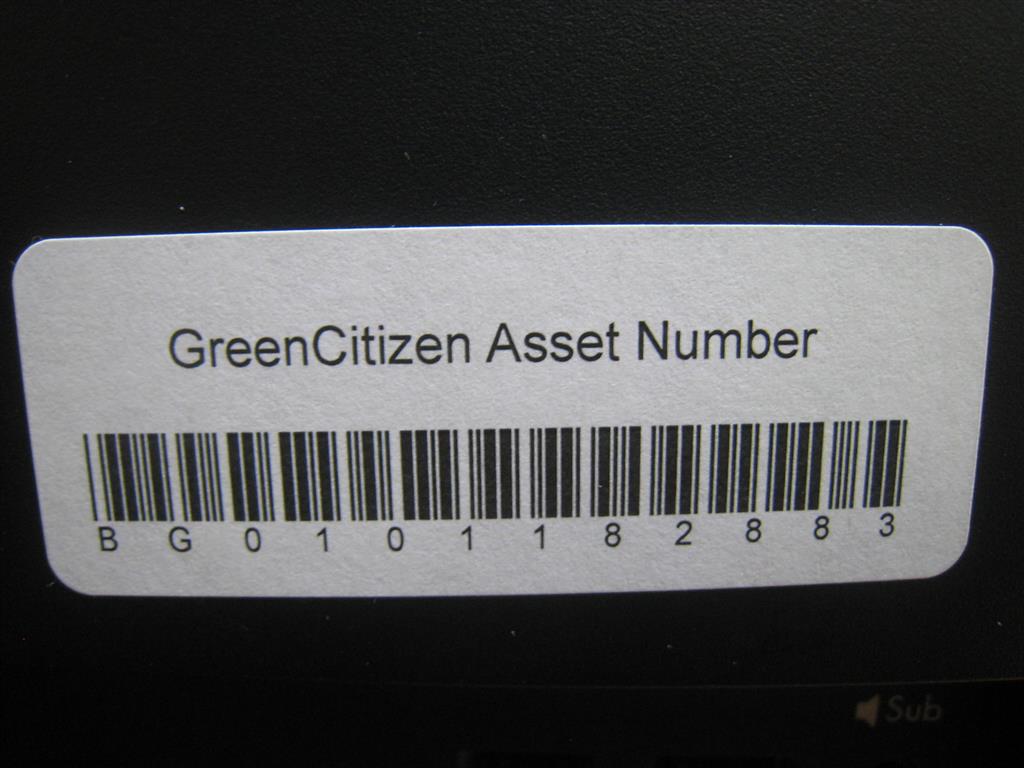 GreenCitizen Asset Number
B G 0 1 0 1 1 8 2 8 8 3
Sub